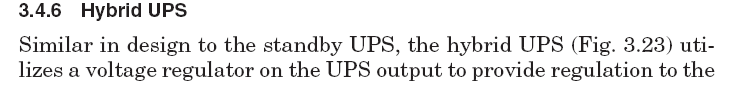 3.4.6 Hybrid UPS
Similar in design to the standby UPS, the hybrid UPS (Fig. 3.23) uti-
lizes a voltage regulator on the UPS output to provide regulation to the